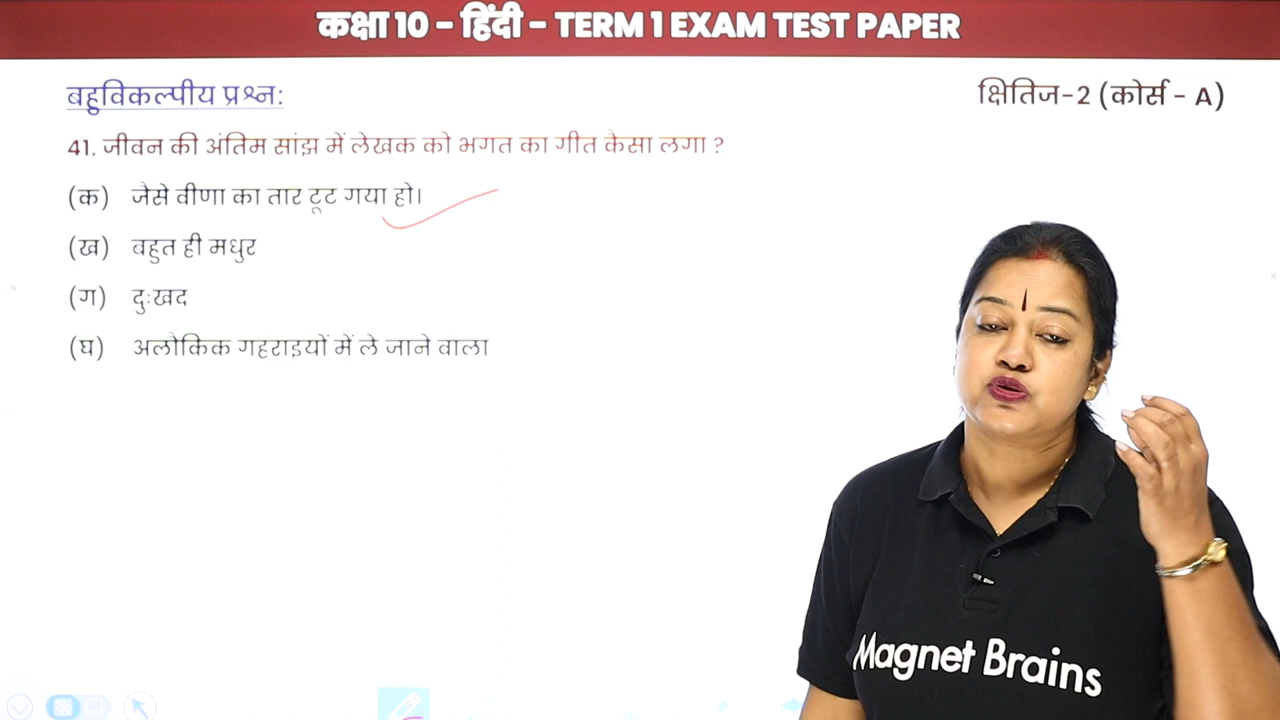 कक्षा 10 - हिंदी - TERM 1 EXAM TEST PAPER
बहुविकल्पीय प्रश्न:
क्षितिज-2 (कोर्स - A)
41. जीवन की अंतिम सांझ में लेखक को भगत का गीत कैसा लगा ?
(क) जैसे वीणा का तार टूट गया हो।
(ख) बहुत ही मधुर
(ग) दुःखद
(घ) अलौकिक गहराइयों में ले जाने वाला
Magnet Brains